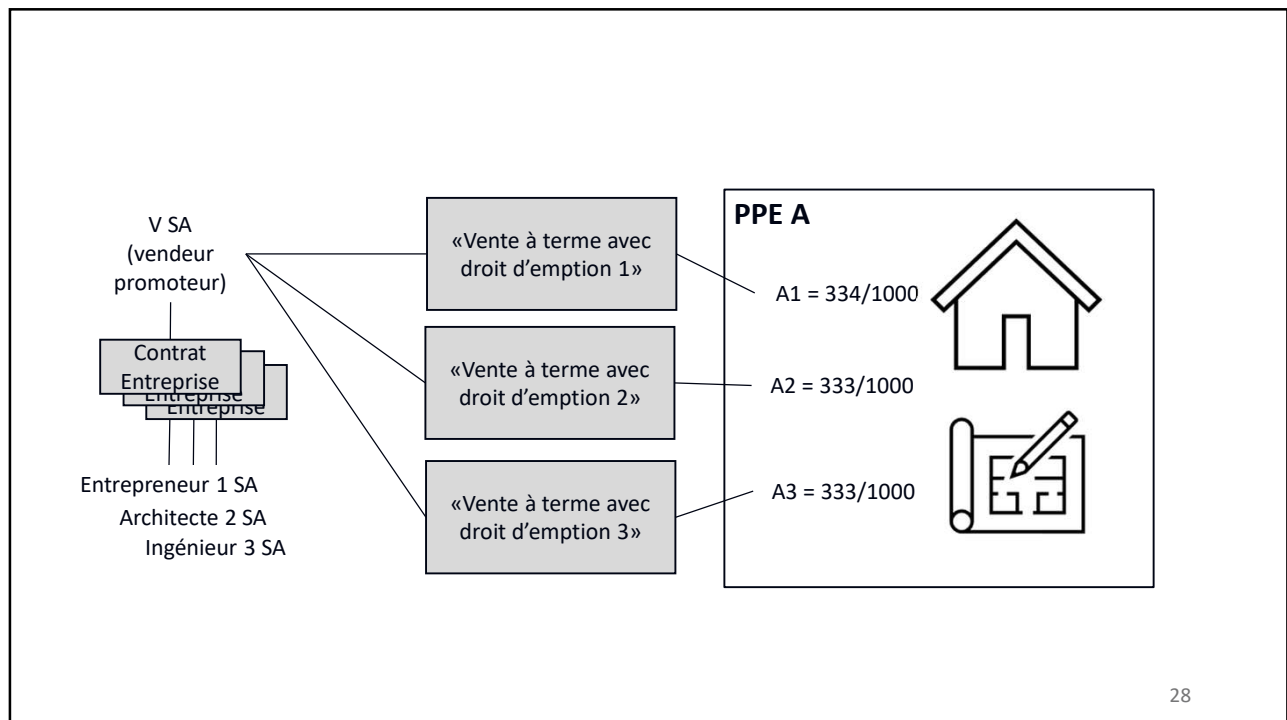 V SA
(vendeur
promoteur)
Contrat
Entreprise
Entreprise
Entreprise
Entrepreneur 1 SA
Architecte 2 SA
Ingénieur 3 SA
«Vente à terme avec
droit d’emption 1»
«Vente à terme avec
droit d’emption 2»
«Vente à terme avec
droit d’emption 3»
PPE A
A1 = 334/1000
A2 = 333/1000
A3 = 333/1000
28